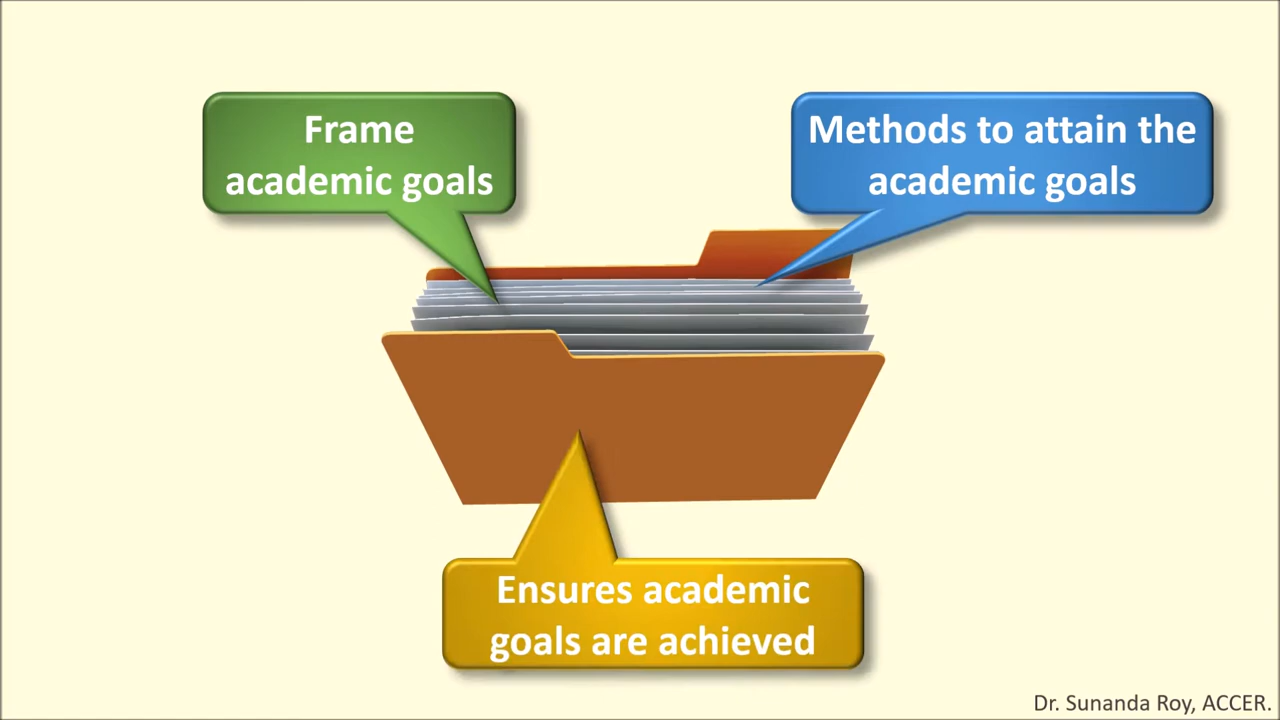 Frame
academic goals
Methods to attain the
academic goals
Ensures academic
goals are achieved
Dr. Sunanda Roy, ACCER.